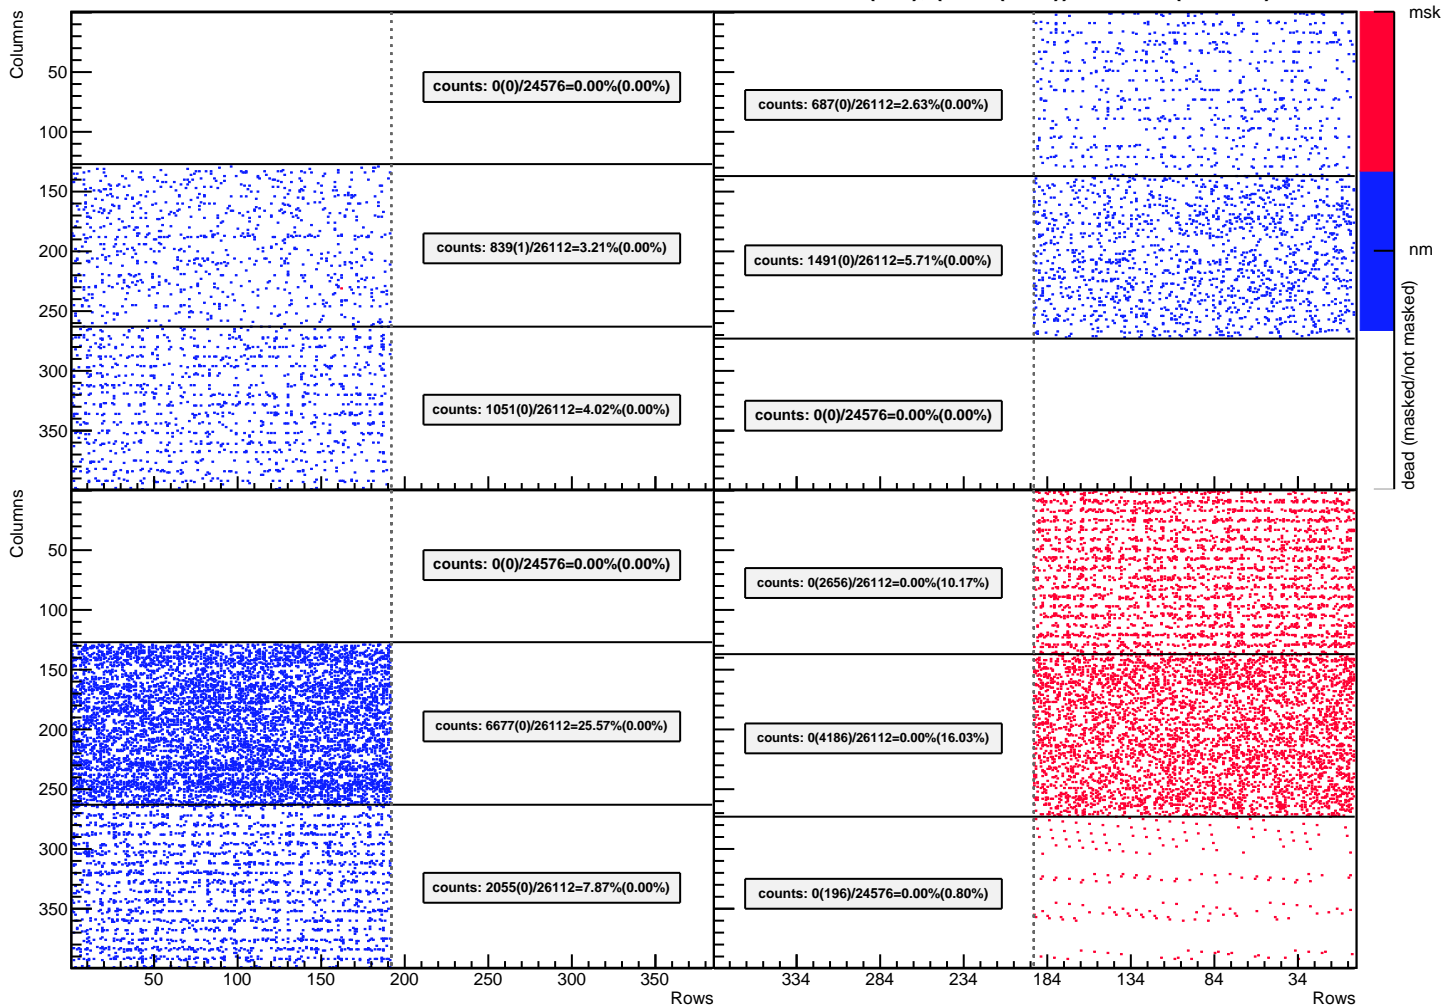 msk
nm
dead (masked/not masked)
Columns
50
100
150
200
250
300
350
counts: 0(0)/24576=0.00%(0.00%)
counts: 839(1)/26112=3.21%(0.00%)
counts: 1051(0)/26112=4.02%(0.00%)
counts: 687(0)/26112=2.63%(0.00%)
counts: 1491(0)/26112=5.71%(0.00%)
counts: 0(0)/24576=0.00%(0.00%)
Columns
50
100
150
200
250
300
350
counts: 0(0)/24576=0.00%(0.00%)
counts: 6677(0)/26112=25.57%(0.00%)
counts: 2055(0)/26112=7.87%(0.00%)
counts: 0(2656)/26112=0.00%(10.17%)
counts: 0(4186)/26112=0.00%(16.03%)
counts: 0(196)/24576=0.00%(0.80%)
50 100 150 200 250 300 350
Rows
334 284 234 184 134 84 34
Rows